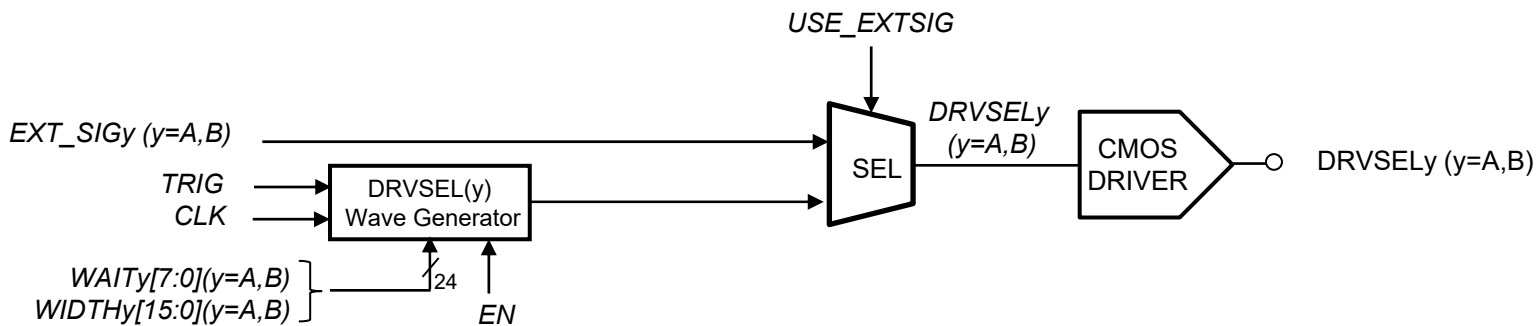 USE_EXTSIG
EXT_SIGy (y=A,B)
DRVSELy
(y=A,B)
SEL
CMOS
DRIVER
DRVSELy (y=A,B)
TRIG
CLK
DRVSEL(y)
Wave Generator
WAITy[7:0](y=A,B)
WIDTHy[15:0](y=A,B)
24
EN